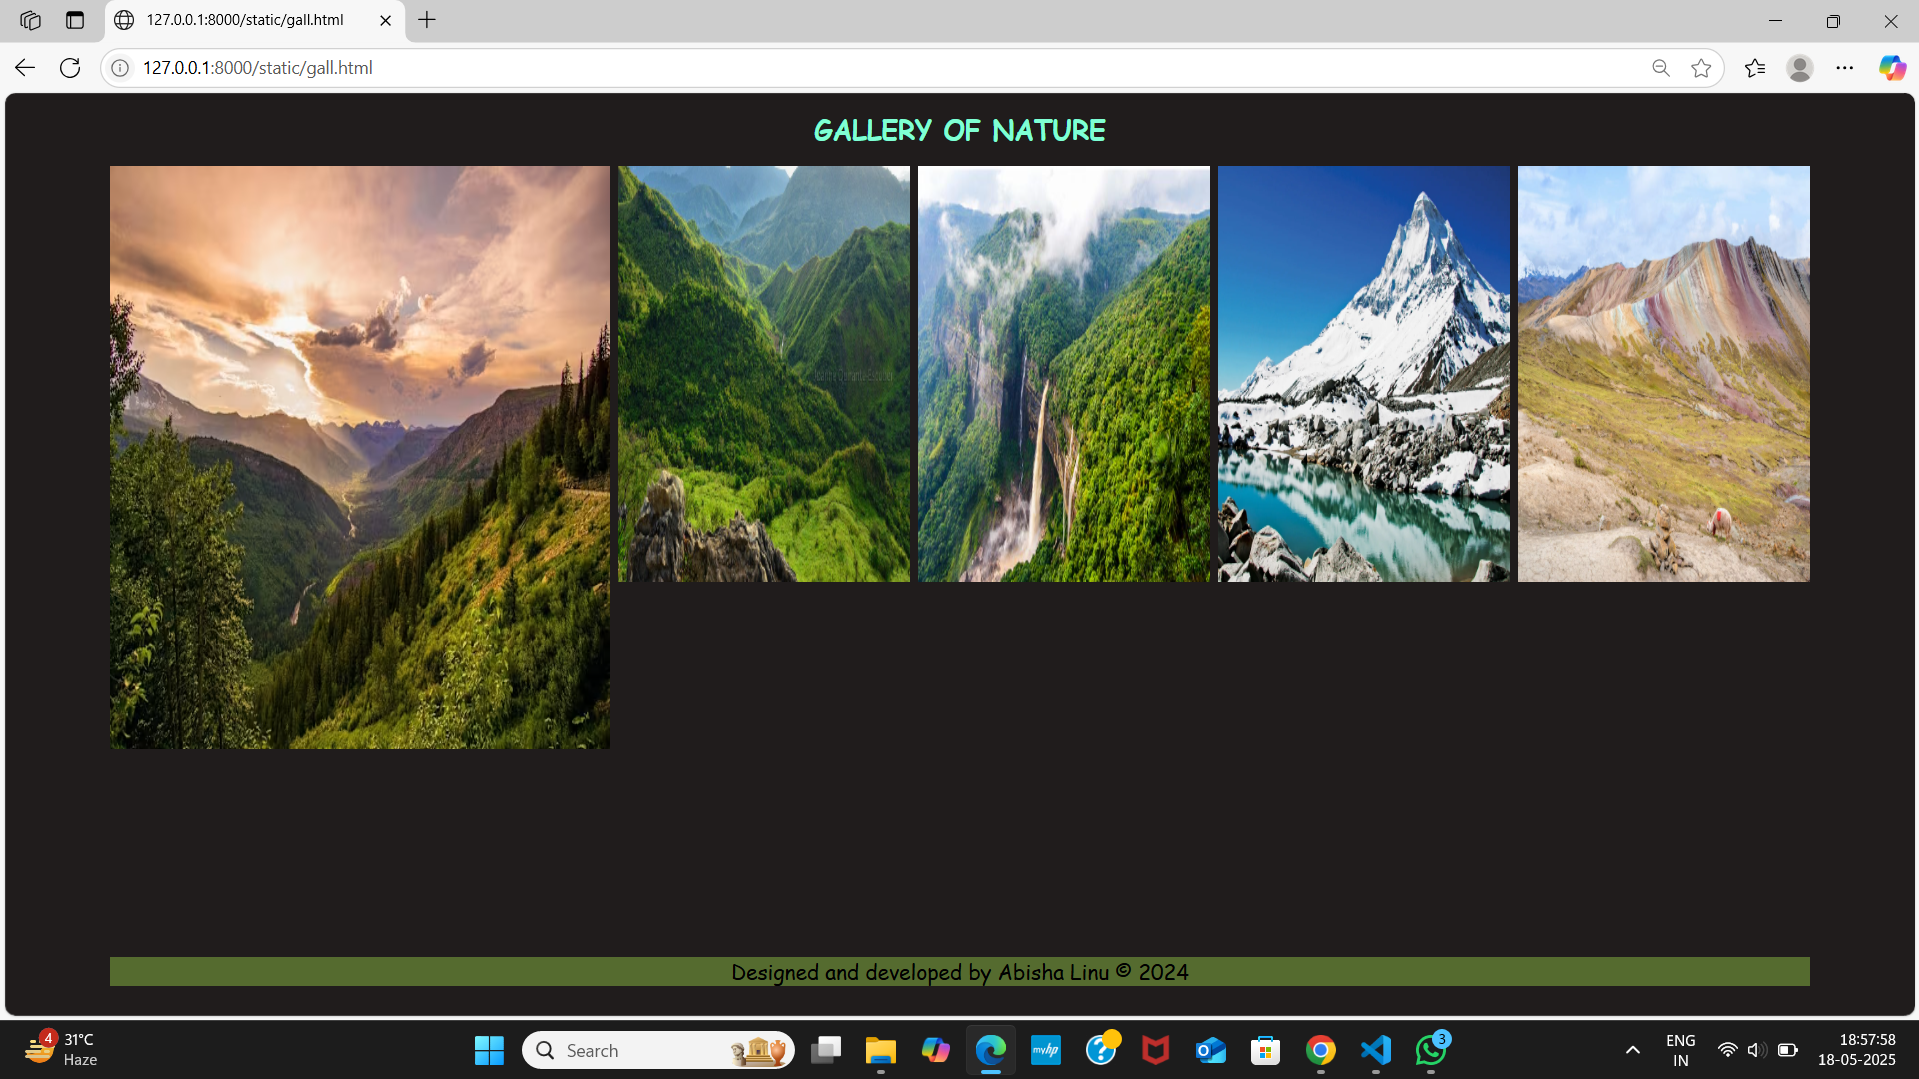 127.0.0.1:8000/static/gall.html
127.0.0.1:8000/static/gall.html
GALLERY OF NATURE
Designed and developed by Abisha Linu © 2024
4
31°C
Haze
Search
myhp
3
ENG
IN
18:57:58
18-05-2025